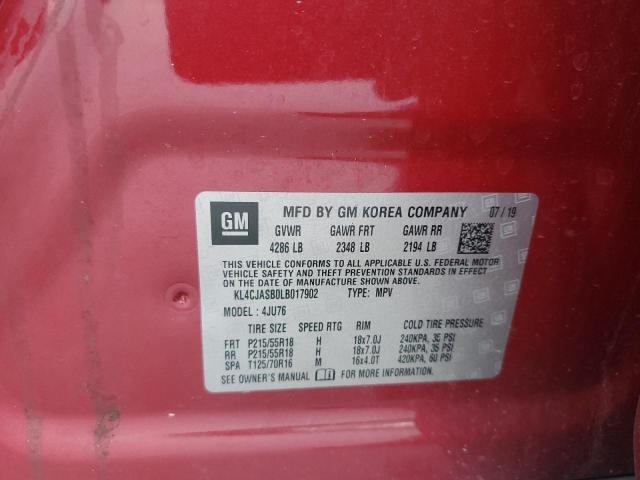 GM MFD BY GM KOREA COMPANY 07/19
GVWR GAWR FRT GAWR RR
4286 LB 2348 LB 2194 LB
THIS VEHICLE CONFORMS TO ALL APPLICABLE U.S. FEDERAL MOTOR
VEHICLE SAFETY AND THEFT PREVENTION STANDARDS IN EFFECT ON
THE DATE OF MANUFACTURE SHOWN ABOVE.
KL4CJASB0LB017902 TYPE: MPV
MODEL: 4JU76
TIRE SIZE SPEED RTG RIM COLD TIRE PRESSURE
FRT P215/55R18 H 18x7.0J 240KPA, 35 PSI
RR P215/55R18 H 18x7.0J 240KPA, 35 PSI
SPA T125/70R16 M 16x4.0T 420KPA, 60 PSI
SEE OWNER'S MANUAL FOR MORE INFORMATION